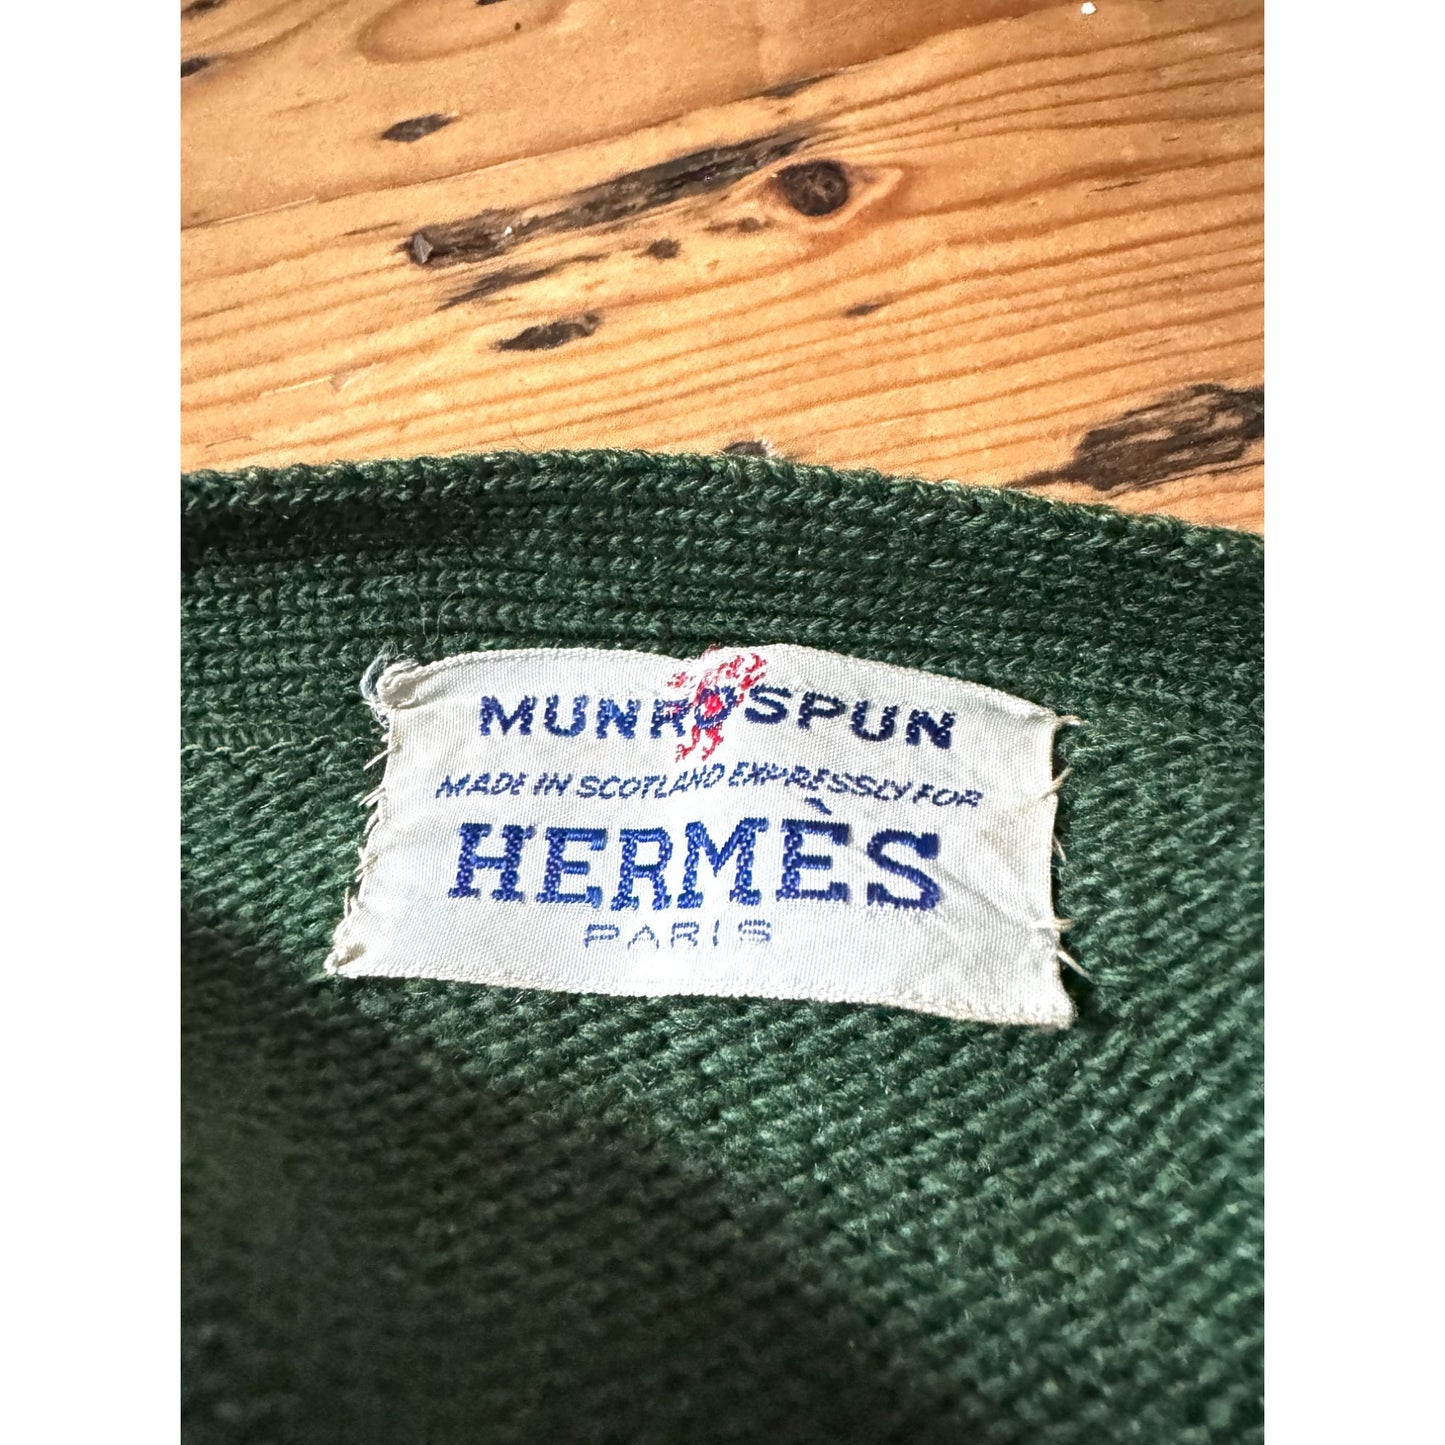 MUNROSPUN
MADE IN SCOTLAND EXPRESSLY FOR
HERMÈS
PARIS